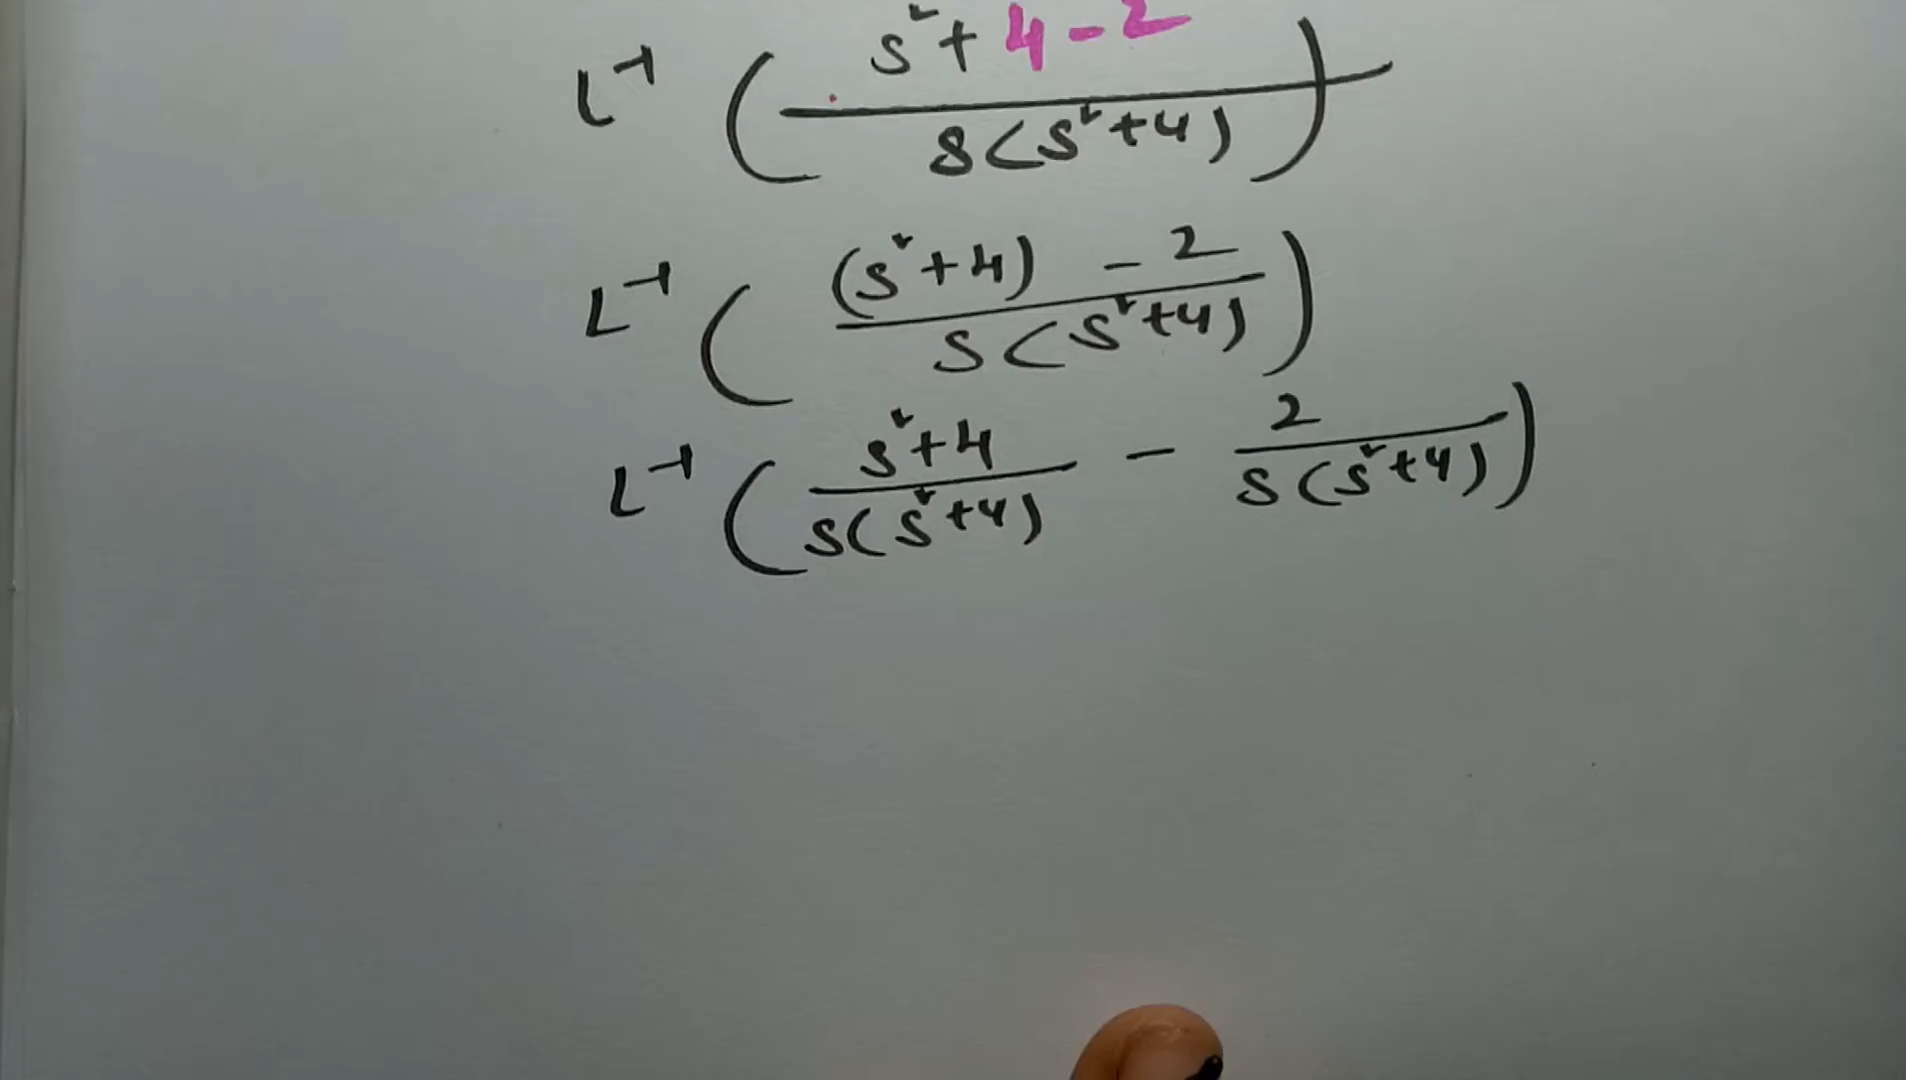 L⁻¹ ( (s² + 4 - 2) / (s(s² + 4)) )
L⁻¹ ( ((s² + 4) - 2) / (s(s² + 4)) )
L⁻¹ ( (s² + 4) / (s(s² + 4)) - 2 / (s(s² + 4)) )